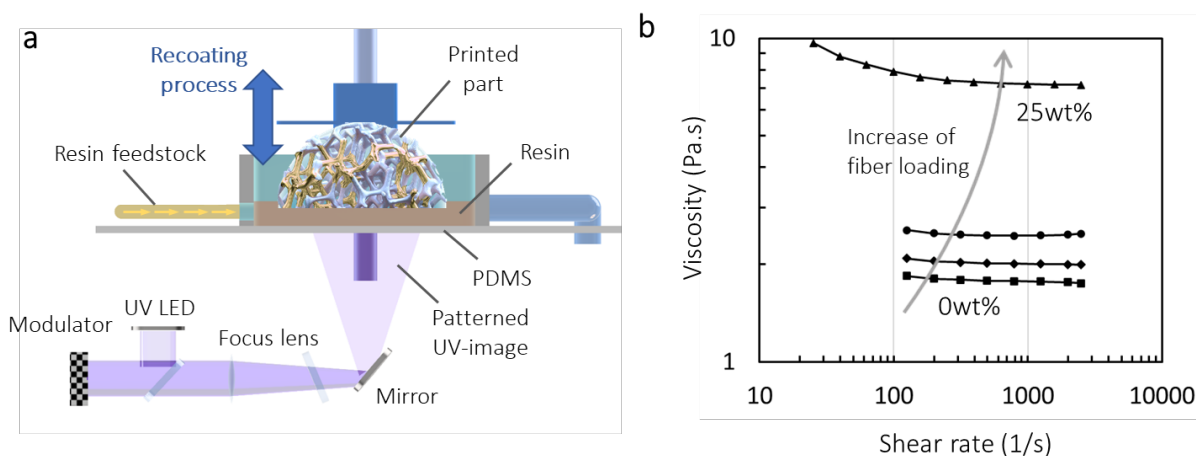 a
Recoating
process
Printed
part
Resin feedstock
Resin
PDMS
UV LED
Modulator
Focus lens
Patterned
UV-image
Mirror
b
10
Viscosity (Pa.s)
25wt%
Increase of
fiber loading
0wt%
1
10
100
1000
10000
Shear rate (1/s)